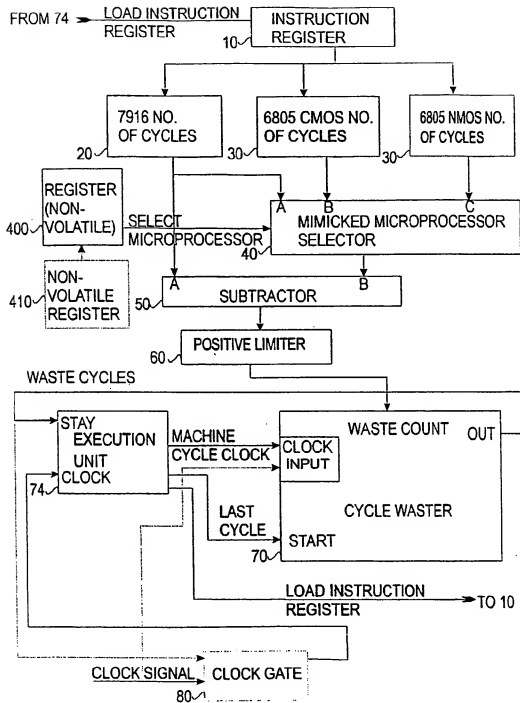 FROM 74
LOAD INSTRUCTION
REGISTER
INSTRUCTION
REGISTER
10
7916 NO.
OF CYCLES
20
6805 CMOS NO.
OF CYCLES
30
6805 NMOS NO.
OF CYCLES
30
REGISTER
(NON-
VOLATILE)
400
SELECT
MICROPROCESSOR
A B C
MIMICKED MICROPROCESSOR
SELECTOR
40
NON-
VOLATILE
REGISTER
410
A B
SUBTRACTOR
50
POSITIVE LIMITER
60
WASTE CYCLES
STAY
EXECUTION
UNIT
CLOCK
74
MACHINE
CYCLE CLOCK
WASTE COUNT
OUT
CLOCK
INPUT
CYCLE WASTER
LAST
CYCLE
START
70
LOAD INSTRUCTION
REGISTER
TO 10
CLOCK SIGNAL
CLOCK GATE
80